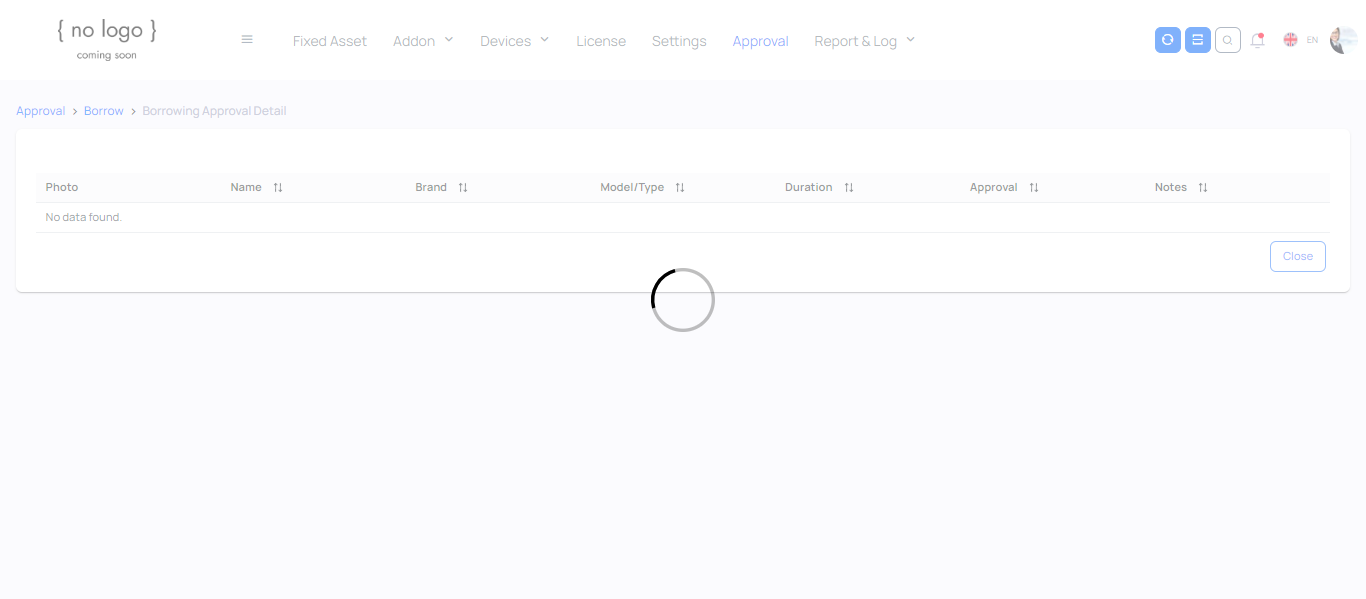 { no logo }
coming soon
Fixed Asset Addon Devices License Settings Approval Report & Log EN
Approval > Borrow > Borrowing Approval Detail
Photo Name Brand Model/Type Duration Approval Notes
No data found.
Close